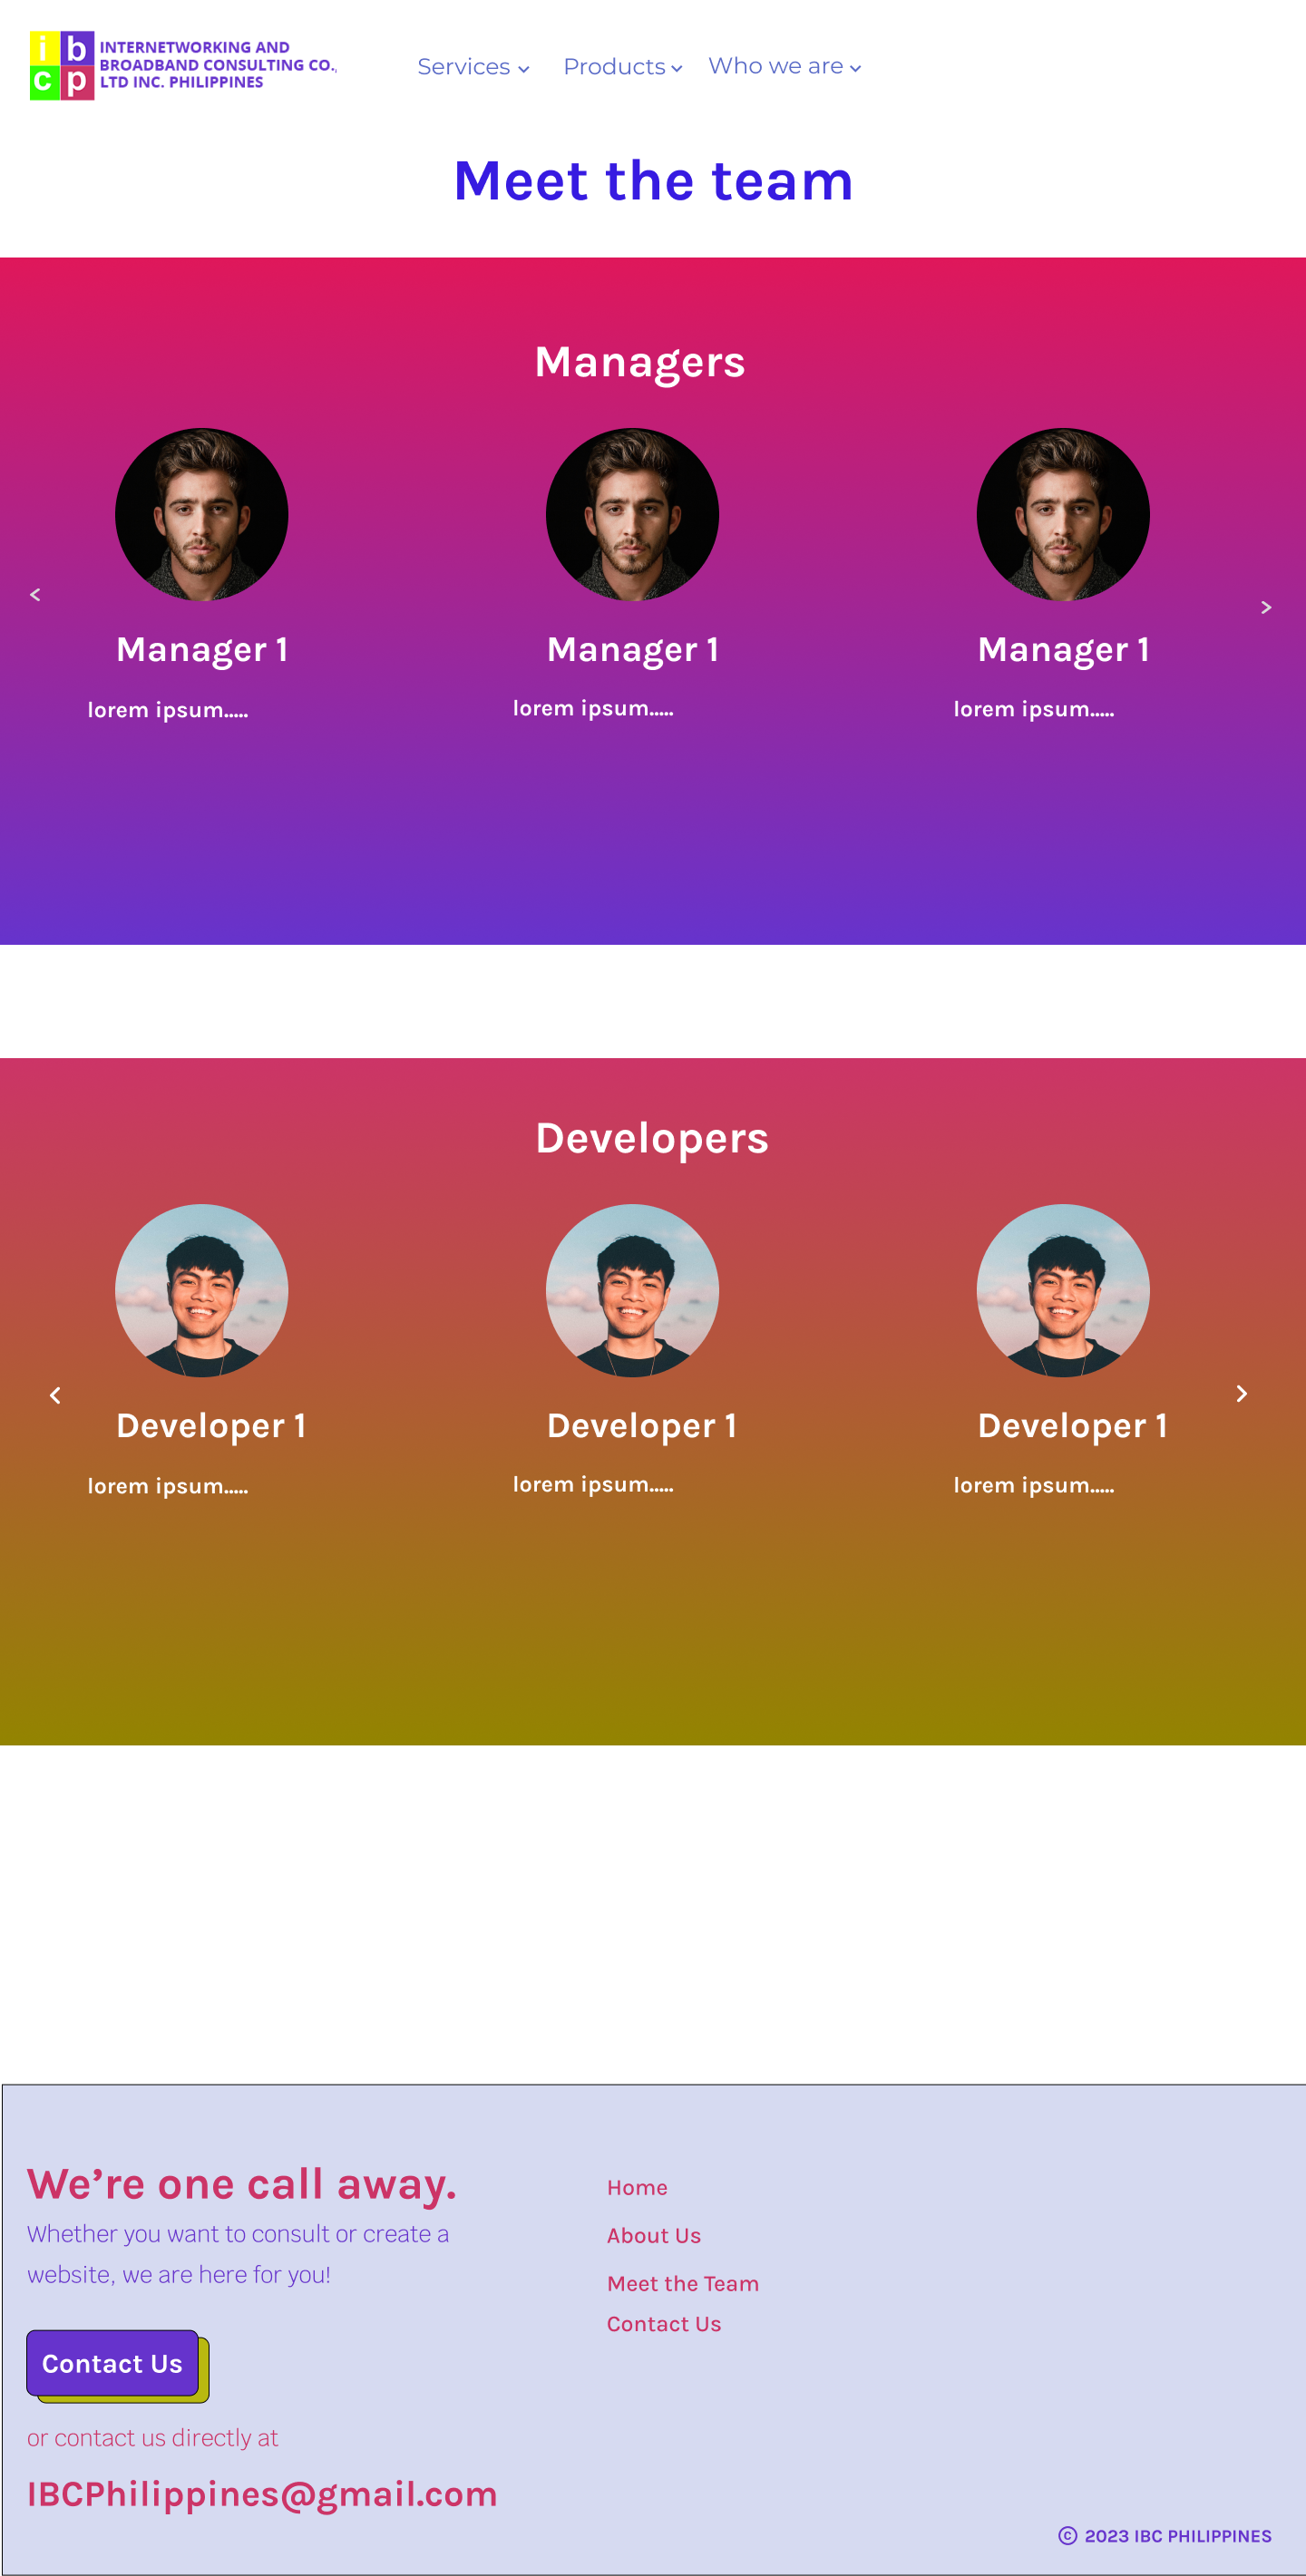 i b
c p
INTERNETWORKING AND
BROADBAND CONSULTING CO.,
LTD INC. PHILIPPINES
Services
Products
Who we are
Meet the team
Managers
<
>
Manager 1
Manager 1
Manager 1
lorem ipsum.....
lorem ipsum.....
lorem ipsum.....
Developers
Developer 1
Developer 1
Developer 1
lorem ipsum.....
lorem ipsum.....
lorem ipsum.....
We’re one call away.
Whether you want to consult or create a
website, we are here for you!
Contact Us
or contact us directly at
IBCPhilippines@gmail.com
Home
About Us
Meet the Team
Contact Us
© 2023 IBC PHILIPPINES